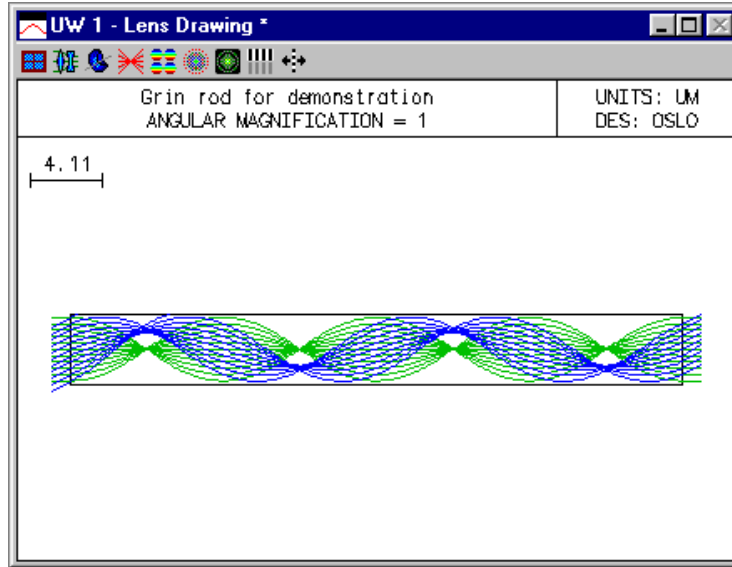 UW 1 - Lens Drawing *
Grin rod for demonstration
ANGULAR MAGNIFICATION = 1
UNITS: UM
DES: OSLO
4.11